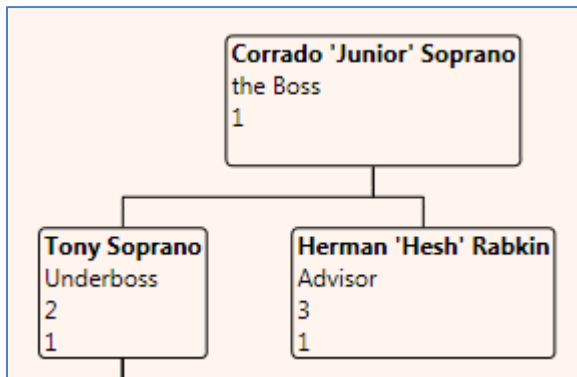 Corrado 'Junior' Soprano
the Boss
1
Tony Soprano
Underboss
2
1
Herman 'Hesh' Rabkin
Advisor
3
1